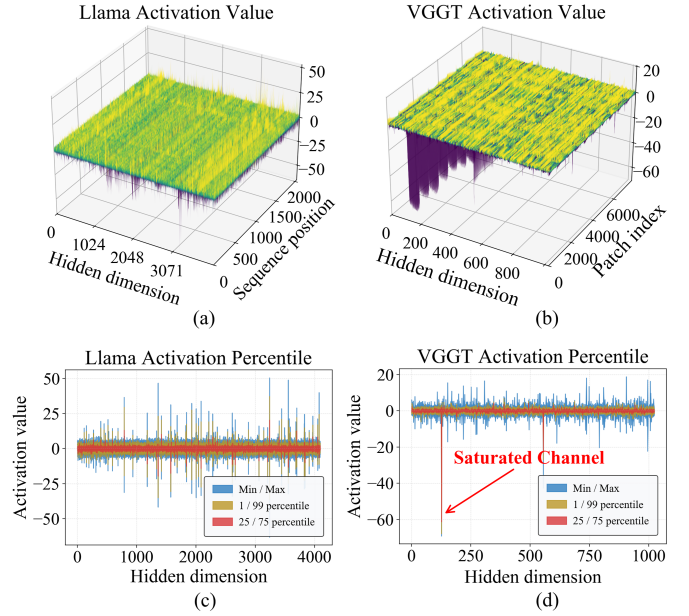 Llama Activation Value
VGGT Activation Value
50
25
0
−25
−50
0
1024
2048
3071
Hidden dimension
0
500
1000
1500
2000
Sequence position
20
0
−20
−40
−60
0
200
400
600
800
Hidden dimension
0
2000
4000
6000
Patch index
(a)
(b)
Llama Activation Percentile
VGGT Activation Percentile
Activation value
50
25
0
−25
−50
Min / Max
1 / 99 percentile
25 / 75 percentile
0
1000
2000
3000
4000
Hidden dimension
Activation value
20
0
−20
−40
−60
Saturated Channel
Min / Max
1 / 99 percentile
25 / 75 percentile
0
250
500
750
1000
Hidden dimension
(c)
(d)